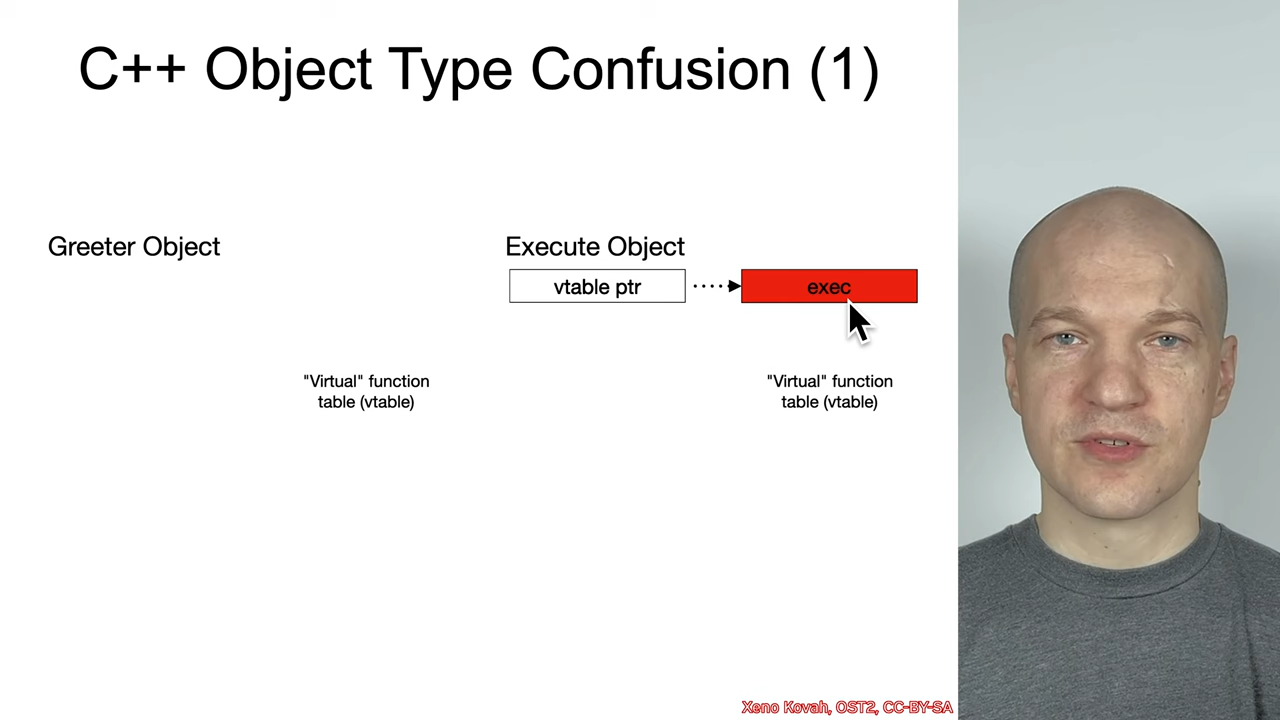 C++ Object Type Confusion (1)
Greeter Object
Execute Object
vtable ptr
exec
"Virtual" function
table (vtable)
"Virtual" function
table (vtable)
Xeno Kovah, OST2, CC-BY-SA